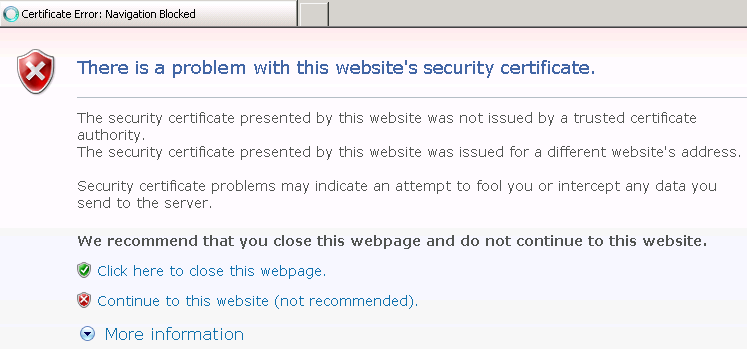 Certificate Error: Navigation Blocked
There is a problem with this website's security certificate.
The security certificate presented by this website was not issued by a trusted certificate
authority.
The security certificate presented by this website was issued for a different website's address.
Security certificate problems may indicate an attempt to fool you or intercept any data you
send to the server.
We recommend that you close this webpage and do not continue to this website.
Click here to close this webpage.
Continue to this website (not recommended).
More information